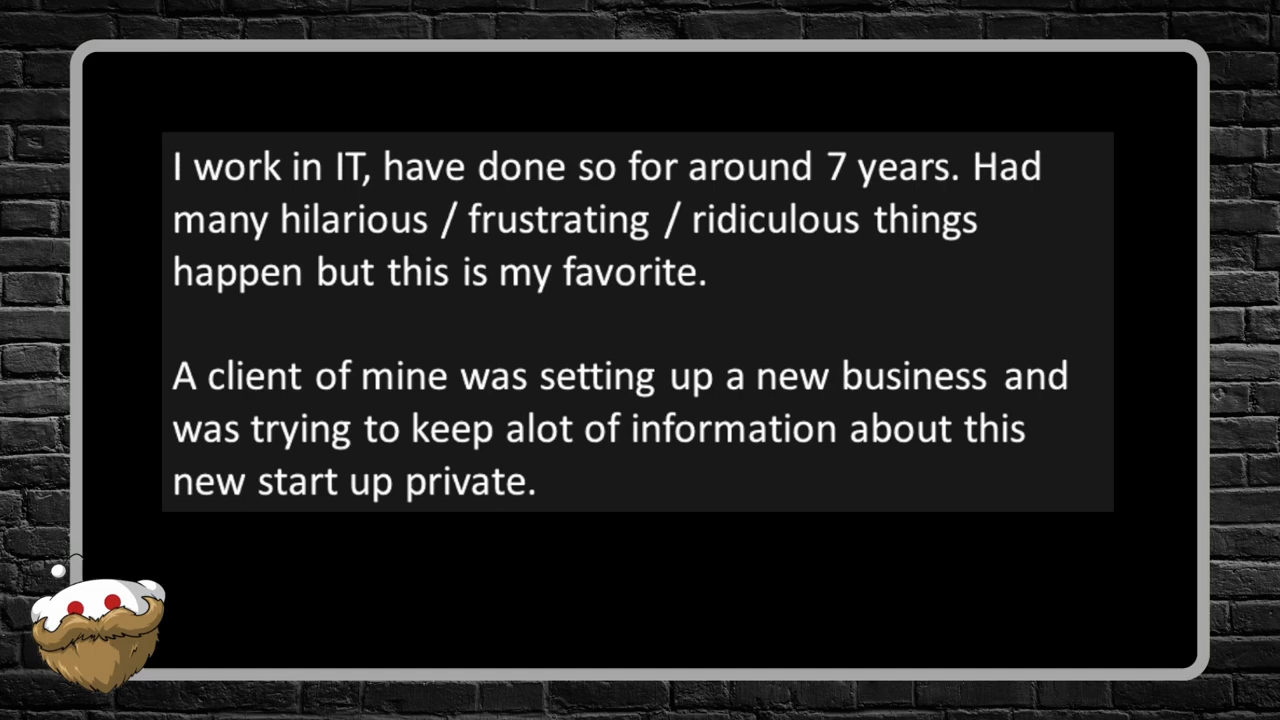 I work in IT, have done so for around 7 years. Had
many hilarious / frustrating / ridiculous things
happen but this is my favorite.
A client of mine was setting up a new business and
was trying to keep alot of information about this
new start up private.